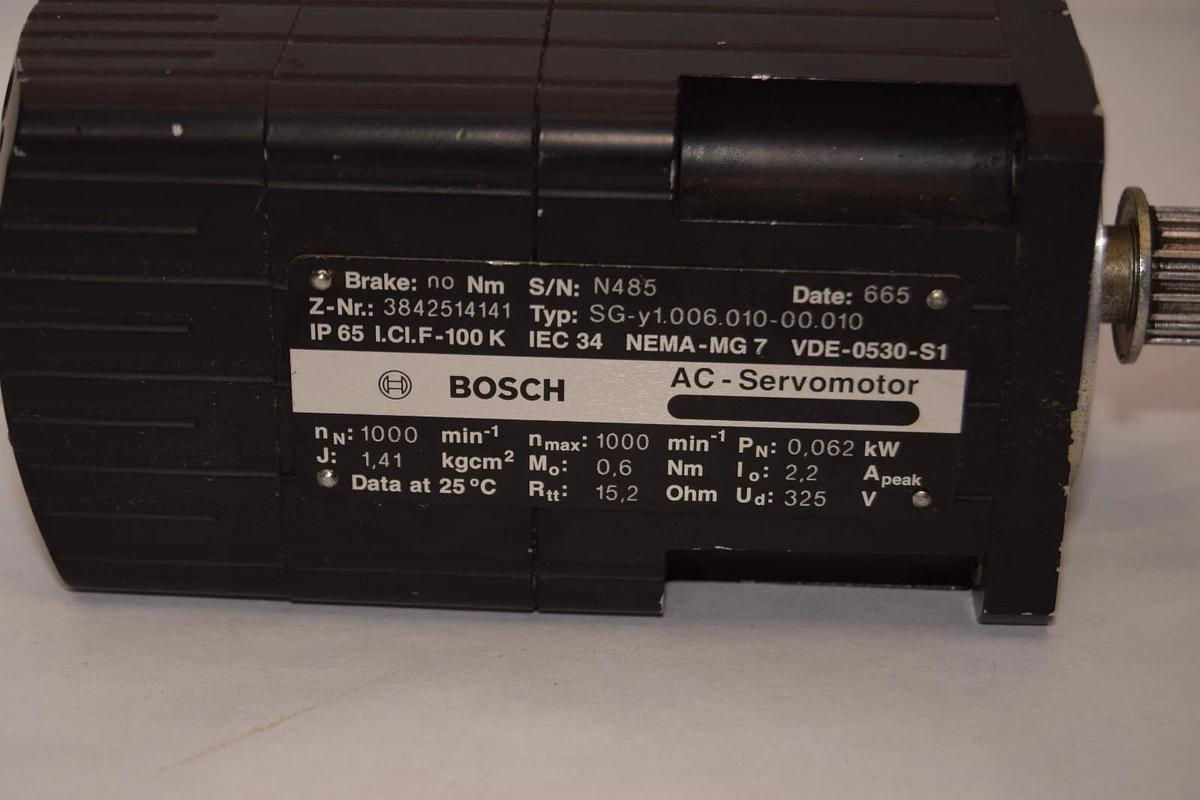 Brake: no Nm S/N: N485 Date: 665
Z-Nr.: 3842514141 Typ: SG-y1.006.010-00.010
IP 65 I.CI.F-100 K IEC 34 NEMA-MG 7 VDE-0530-S1
BOSCH AC - Servomotor
nN: 1000 min-1 nmax: 1000 min-1 PN: 0,062 kW
J: 1,41 kgcm² Mo: 0,6 Nm Io: 2,2 Apeak
Data at 25°C Rtt: 15,2 Ohm Ud: 325 V